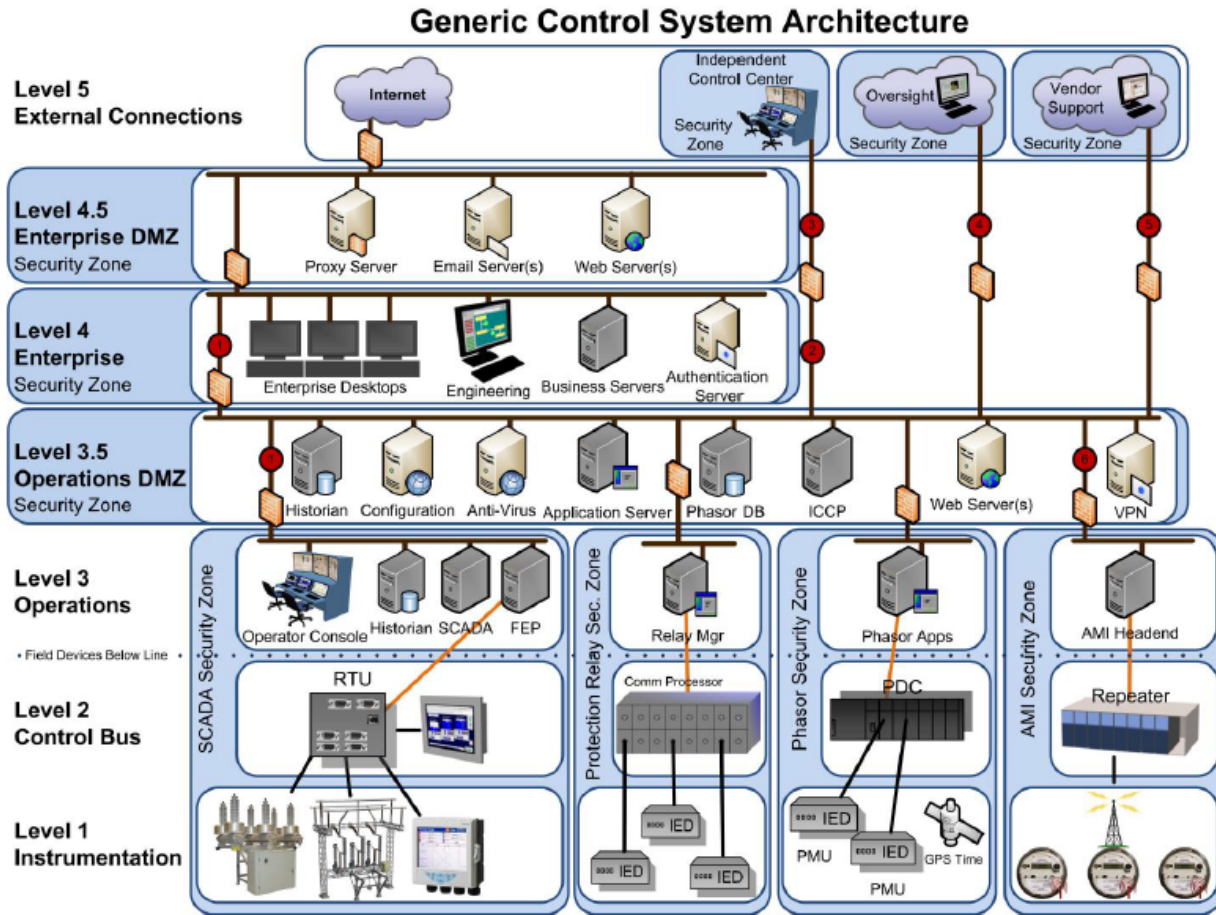 Generic Control System Architecture
Level 5
External Connections
Internet
Independent
Control Center
Security
Zone
Oversight
Security Zone
Vendor
Support
Security Zone
Level 4.5
Enterprise DMZ
Security Zone
Proxy Server
Email Server(s)
Web Server(s)
3
4
5
Level 4
Enterprise
Security Zone
1
Enterprise Desktops
Engineering
Business Servers
Authentication
Server
2
Level 3.5
Operations DMZ
Security Zone
1
Historian
Configuration
Anti-Virus
Application Server
Phasor DB
ICCP
Web Server(s)
6
VPN
Level 3
Operations
SCADA Security Zone
Operator Console
Historian
SCADA
FEP
Protection Relay Sec. Zone
Relay Mgr
Phasor Security Zone
Phasor Apps
AMI Security Zone
AMI Headend
Field Devices Below Line
Level 2
Control Bus
RTU
Comm Processor
PDC
Repeater
Level 1
Instrumentation
IED
IED
IED
IED
PMU
IED
PMU
GPS Time